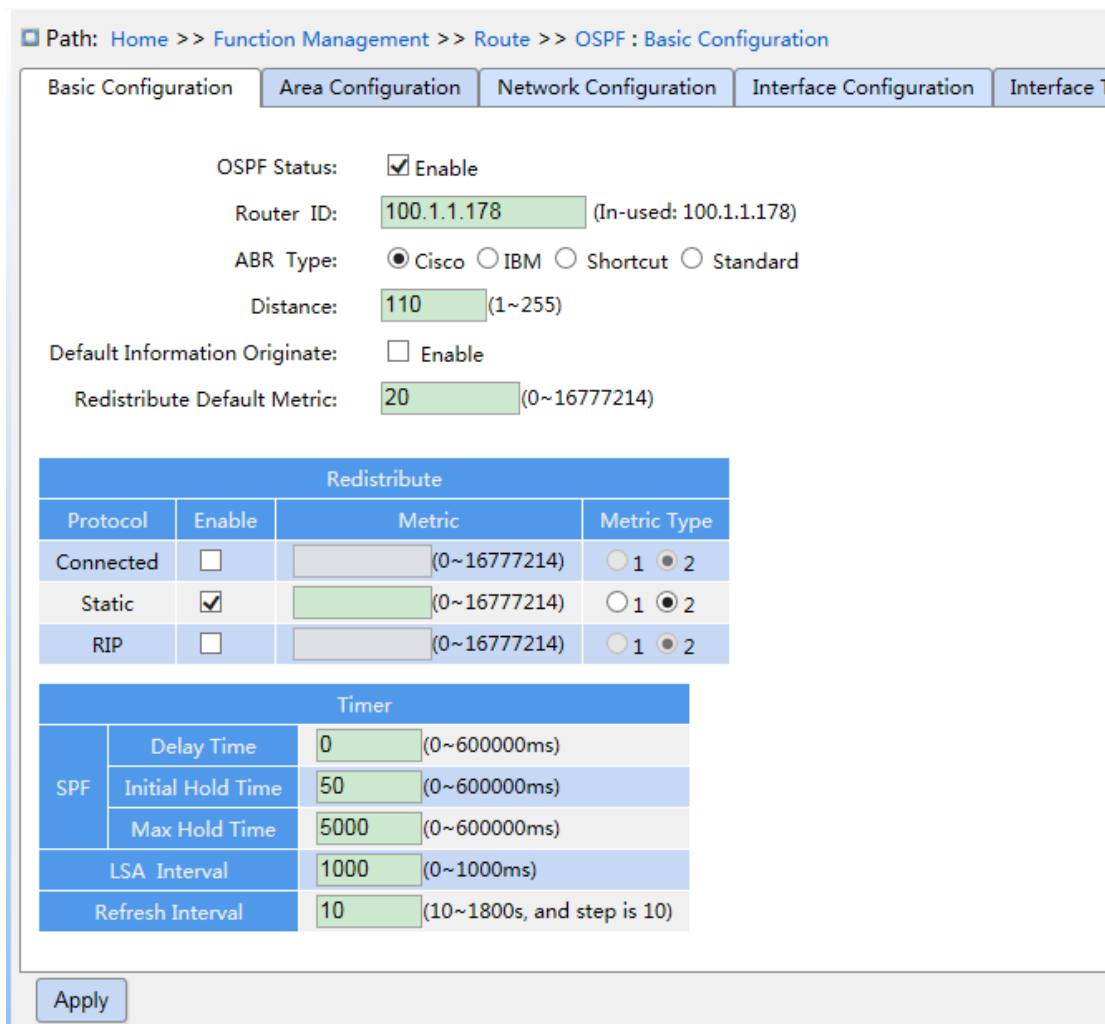 Path: Home >> Function Management >> Route >> OSPF : Basic Configuration
Basic Configuration Area Configuration Network Configuration Interface Configuration Interface
OSPF Status: Enable
Router ID: 100.1.1.178 (In-used: 100.1.1.178)
ABR Type: Cisco IBM Shortcut Standard
Distance: 110 (1~255)
Default Information Originate: Enable
Redistribute Default Metric: 20 (0~16777214)
Redistribute
Protocol Enable Metric Metric Type
Connected (0~16777214) 1 2
Static (0~16777214) 1 2
RIP (0~16777214) 1 2
Timer
SPF Delay Time 0 (0~600000ms)
Initial Hold Time 50 (0~600000ms)
Max Hold Time 5000 (0~600000ms)
LSA Interval 1000 (0~1000ms)
Refresh Interval 10 (10~1800s, and step is 10)
Apply